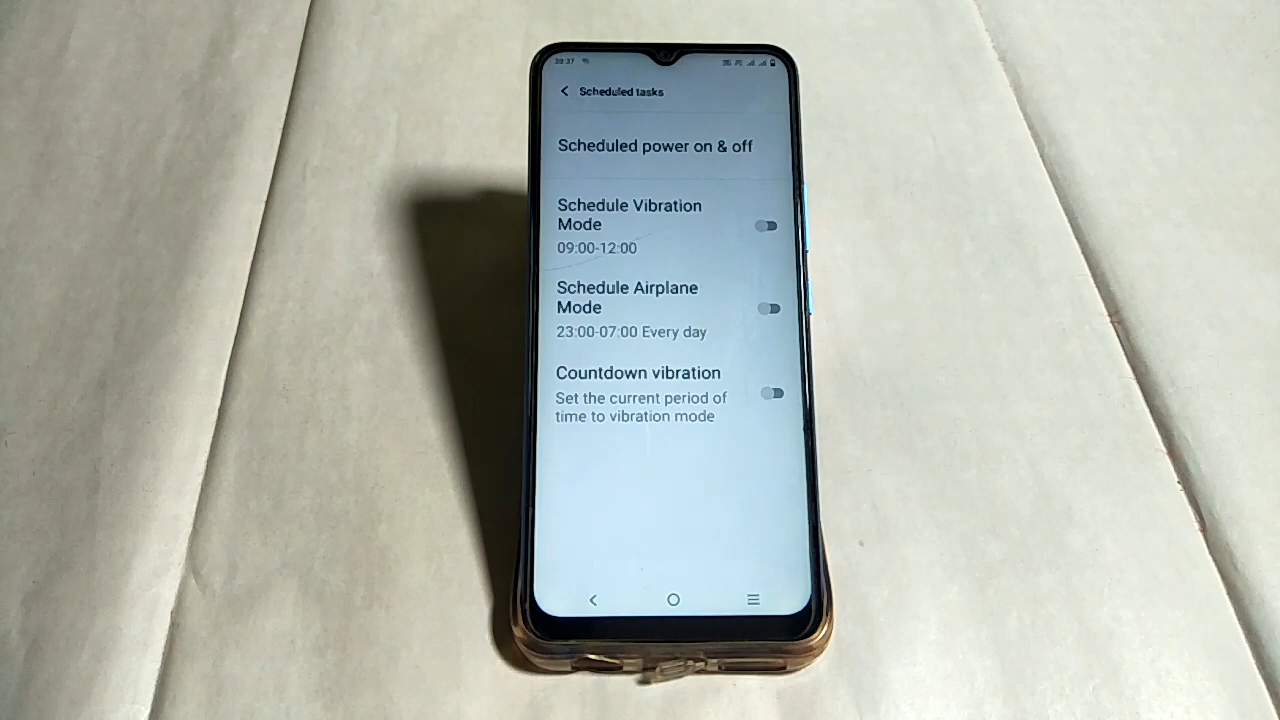 Scheduled tasks
Scheduled power on & off
Schedule Vibration
Mode
09:00-12:00
Schedule Airplane
Mode
23:00-07:00 Every day
Countdown vibration
Set the current period of
time to vibration mode